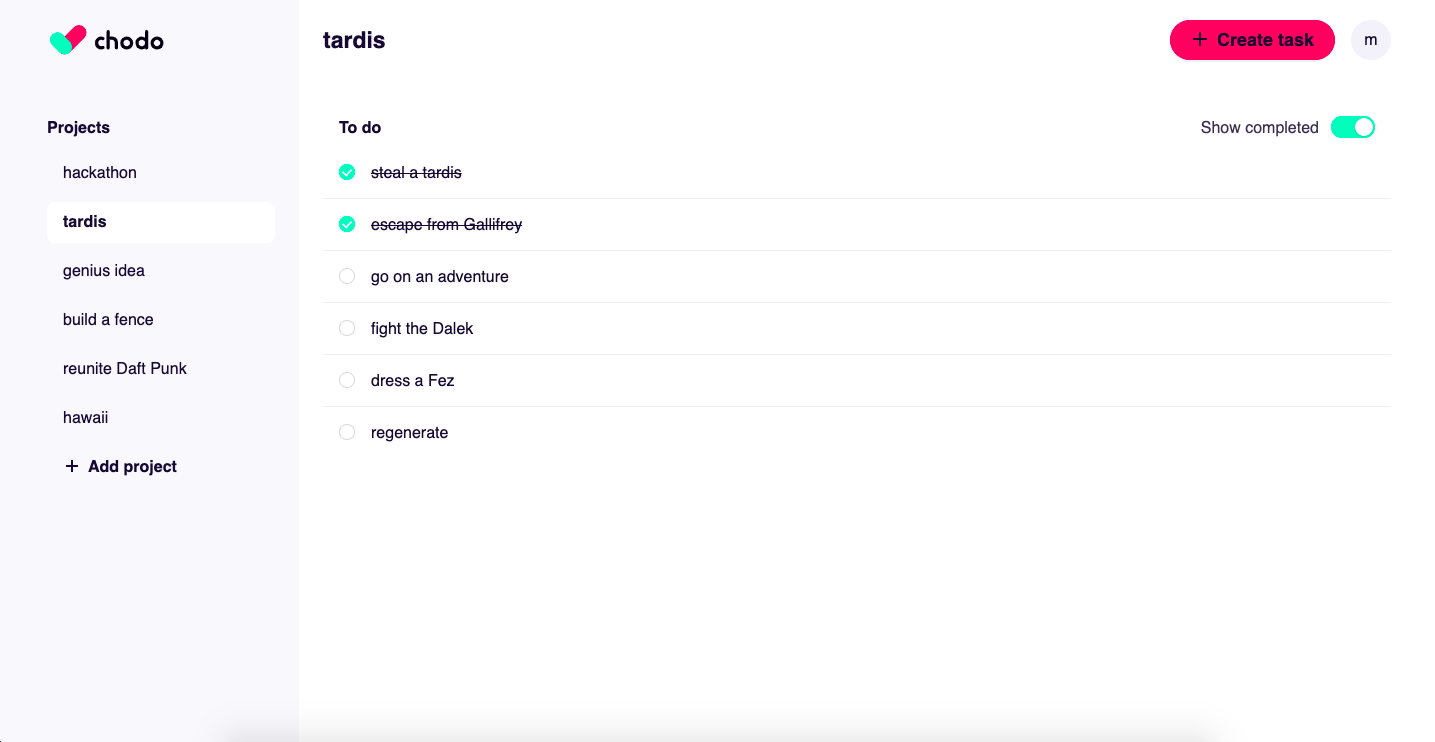 chodo
Projects
hackathon
tardis
genius idea
build a fence
reunite Daft Punk
hawaii
+ Add project
tardis
+ Create task
m
To do
Show completed
steal a tardis
escape from Gallifrey
go on an adventure
fight the Dalek
dress a Fez
regenerate